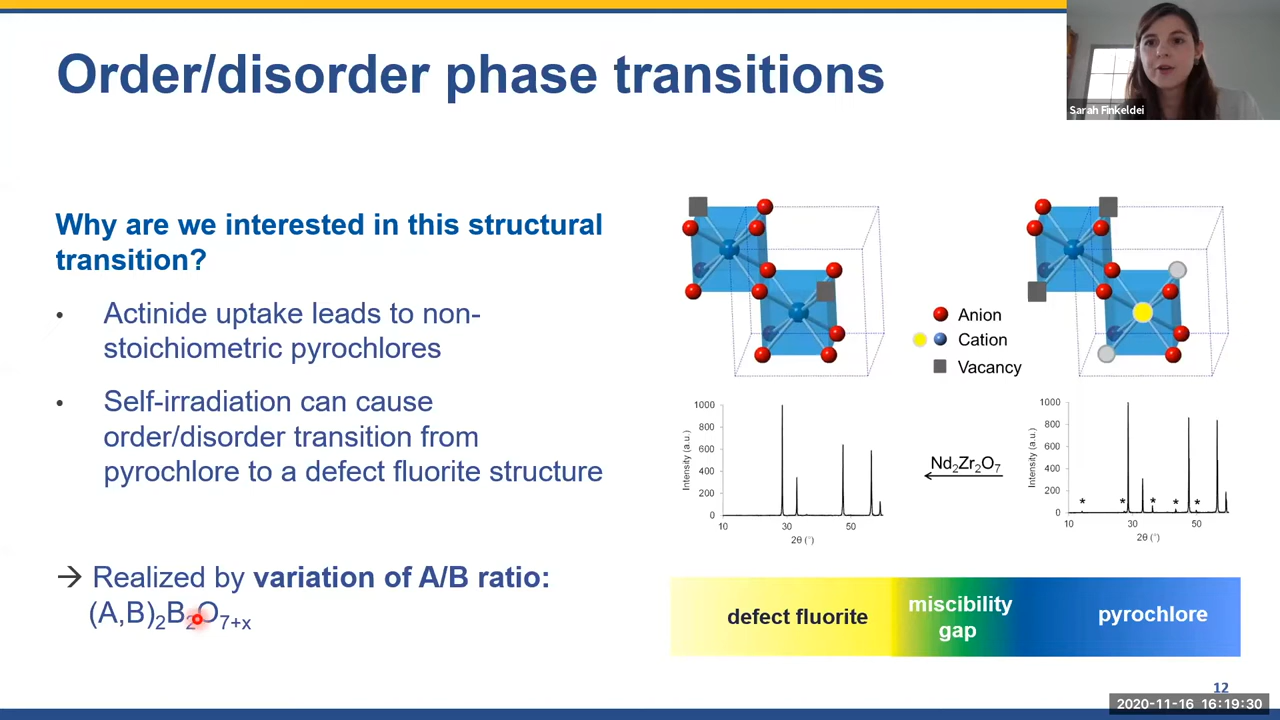 Order/disorder phase transitions
Sarah Finkeldei
Why are we interested in this structural
transition?
• Actinide uptake leads to non-
stoichiometric pyrochlores
• Self-irradiation can cause
order/disorder transition from
pyrochlore to a defect fluorite structure
→ Realized by variation of A/B ratio:
(A,B)₂B₂O₇₊ₓ
Anion
Cation
Vacancy
1000
800
600
400
200
0
Intensity (a.u.)
10 30 50
2θ (°)
Nd₂Zr₂O₇
1000
800
600
400
200
0
Intensity (a.u.)
* * * * *
10 30 50
2θ (°)
defect fluorite
miscibility
gap
pyrochlore
12
2020-11-16 16:19:30